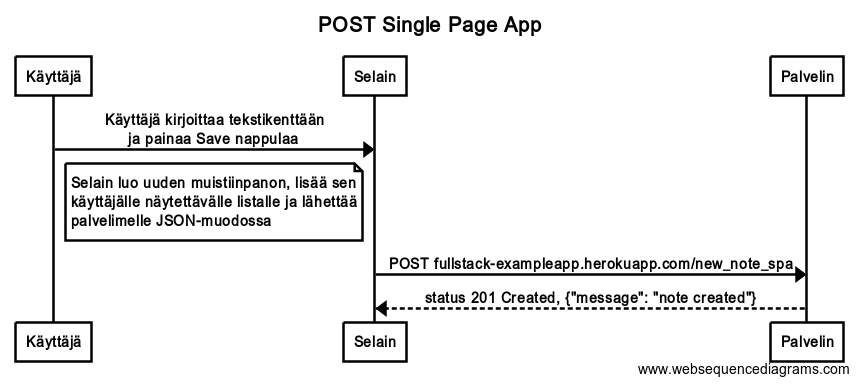 POST Single Page App
Käyttäjä
Selain
Palvelin
Käyttäjä kirjoittaa tekstikenttään
ja painaa Save nappulaa
Selain luo uuden muistiinpanon, lisää sen
käyttäjälle näytettävälle listalle ja lähettää
palvelimelle JSON-muodossa
POST fullstack-exampleapp.herokuapp.com/new_note_spa
status 201 Created, {"message": "note created"}
Käyttäjä
Selain
Palvelin
www.websequencediagrams.com